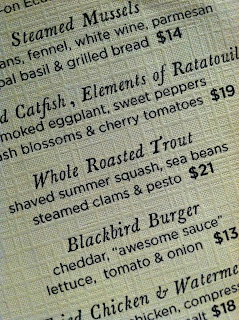 Steamed Mussels
fennel, white wine, parmesan
basil & grilled bread $14
Catfish, Elements of
smoked eggplant, sweet peppers
blossoms & cherry tomatoes $19
Whole Roasted Trout
shaved summer squash, sea beans
steamed clams & pesto $21
Blackbird Burger
cheddar, "awesome sauce"
lettuce, tomato & onion $13
Chicken &
$18